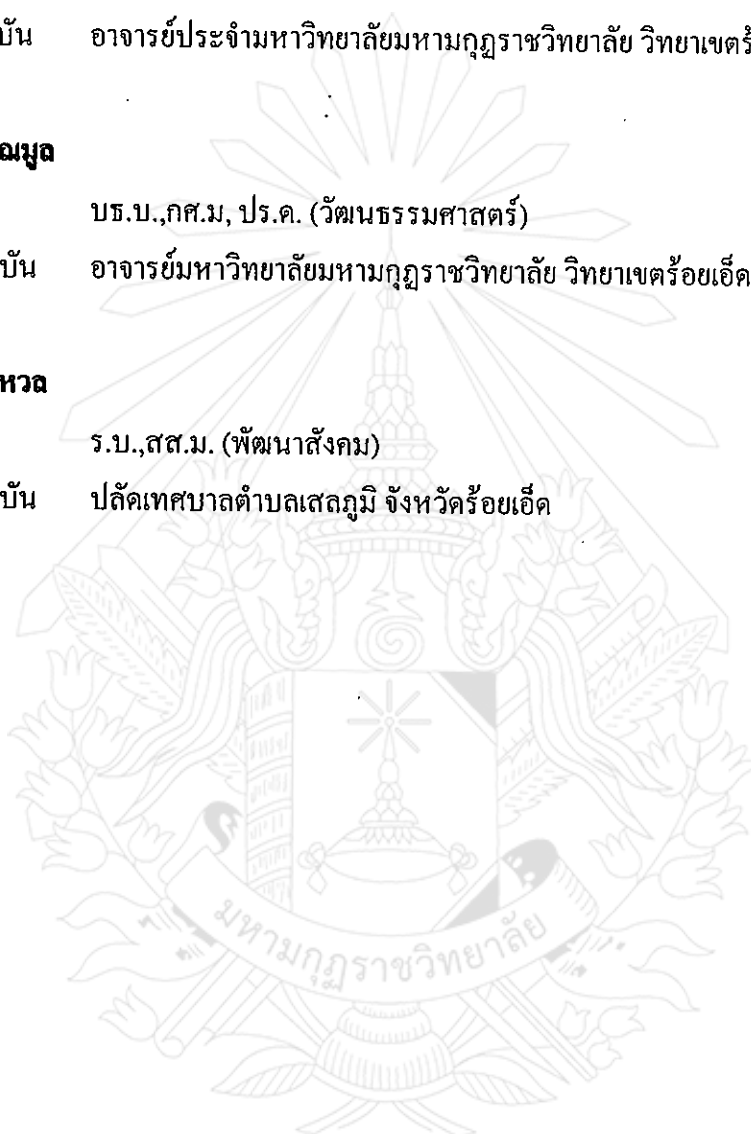 บัน อาจารย์ประจำมหาวิทยาลัยมหามกุฏราชวิทยาลัย วิทยาเขตร้
ณมูล
บธ.บ.,กศ.ม, ปร.ด. (วัฒนธรรมศาสตร์)
บัน อาจารย์มหาวิทยาลัยมหามกุฏราชวิทยาลัย วิทยาเขตร้อยเอ็ด
หวล
ร.บ.,สส.ม. (พัฒนาสังคม)
บัน ปลัดเทศบาลตำบลเสลภูมิ จังหวัดร้อยเอ็ด
มหามกุฏราชวิทยาลัย